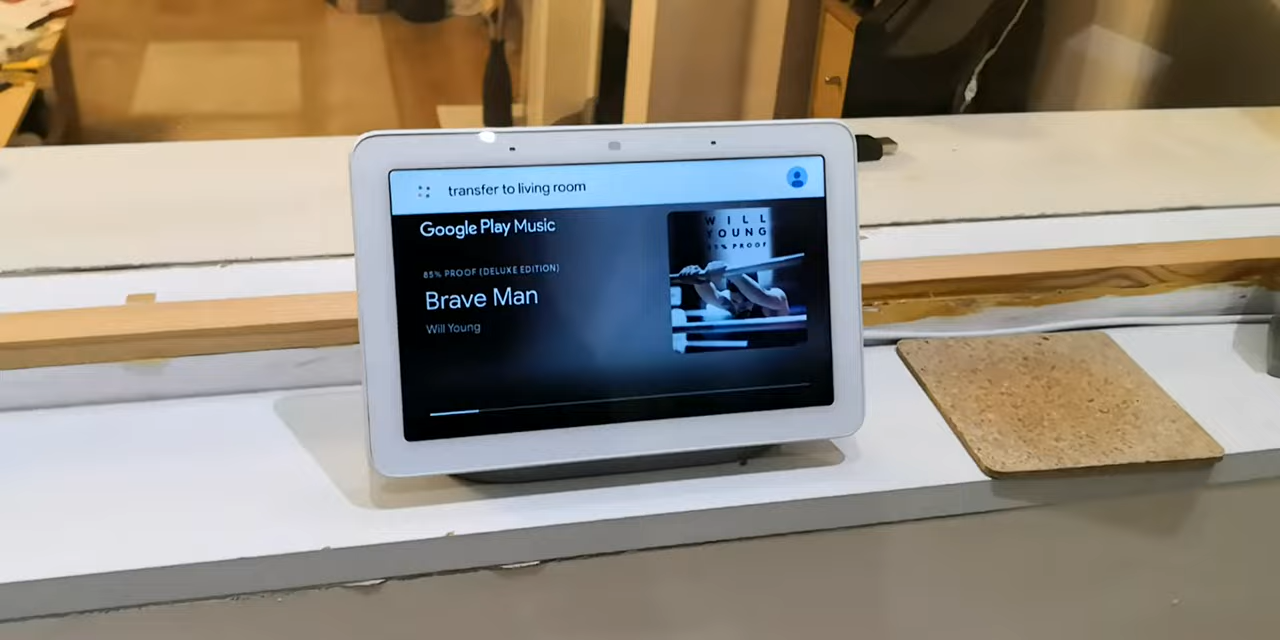 transfer to living room
Google Play Music
85% PROOF (DELUXE EDITION)
Brave Man
Will Young
WILL
YOUNG
85% PROOF